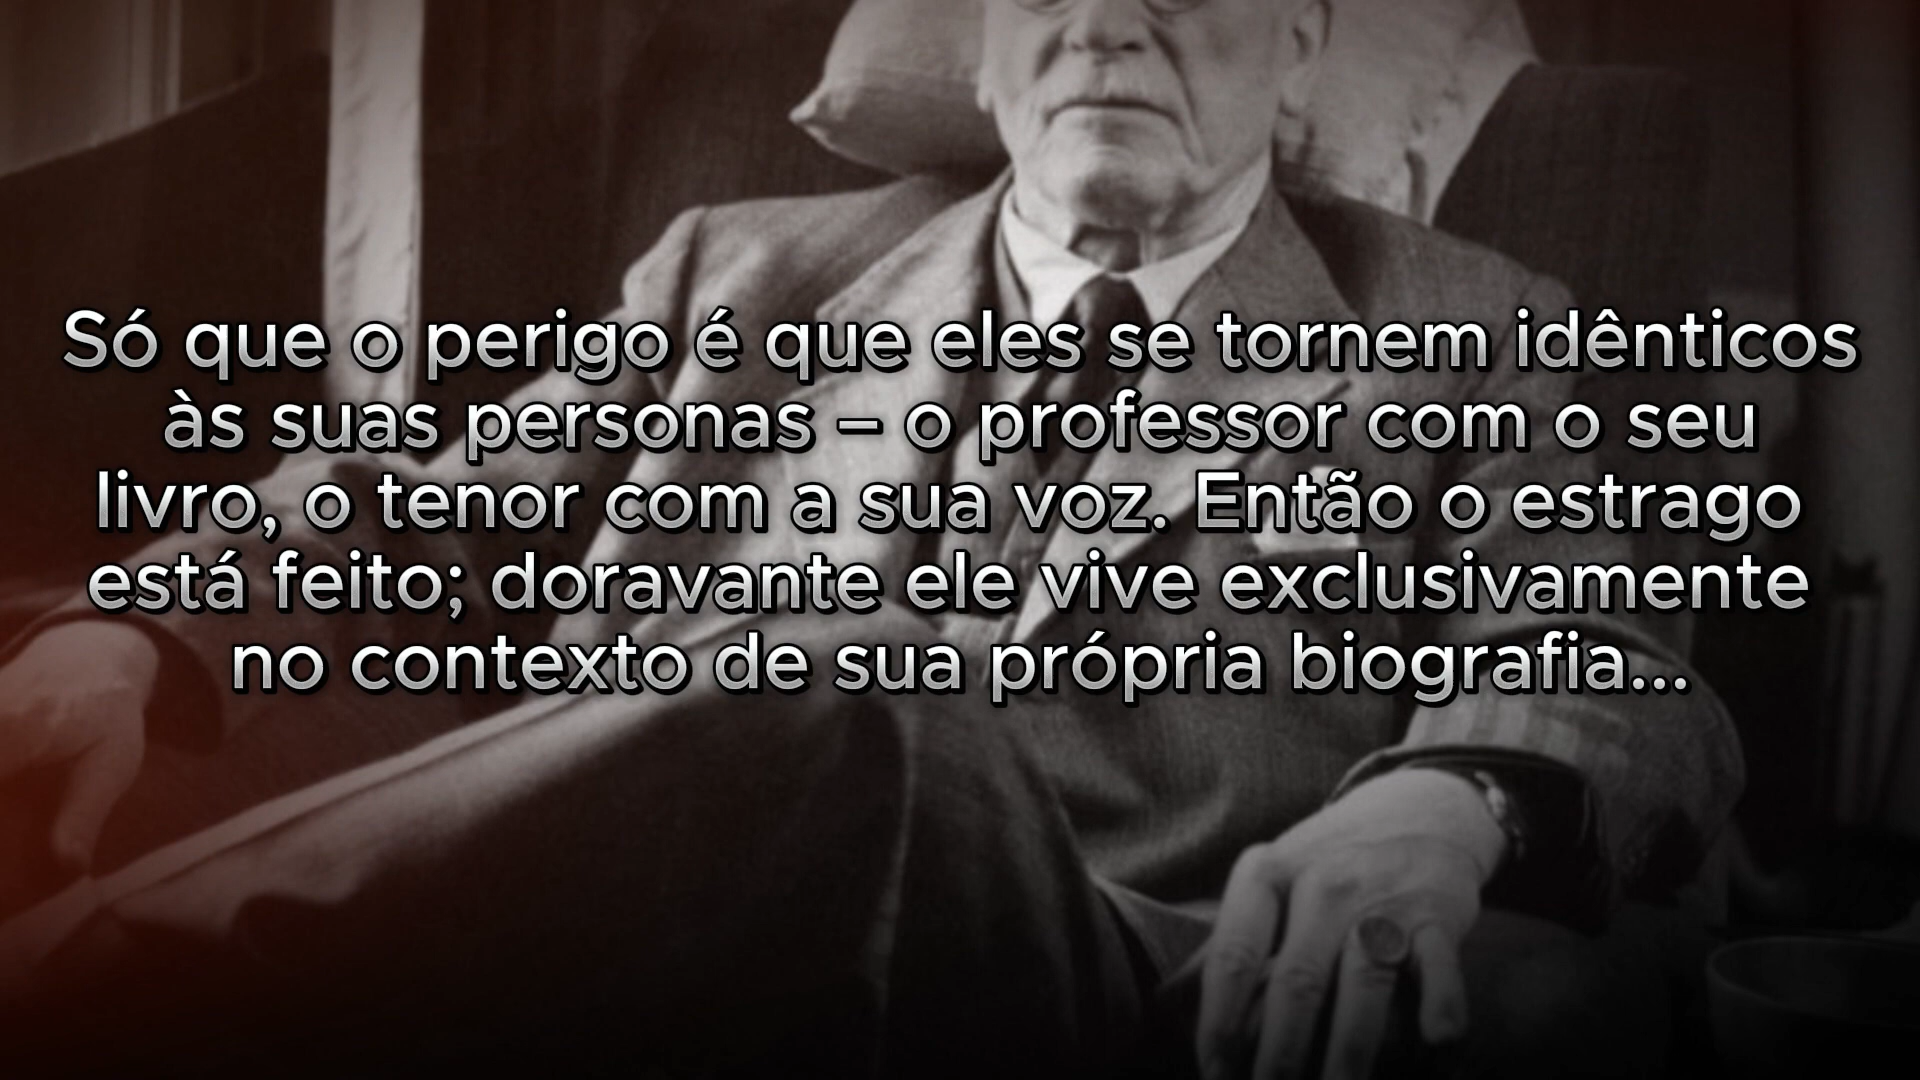 Só que o perigo é que eles se tornem idênticos
às suas personas – o professor com o seu
livro, o tenor com a sua voz. Então o estrago
está feito; doravante ele vive exclusivamente
no contexto de sua própria biografia...